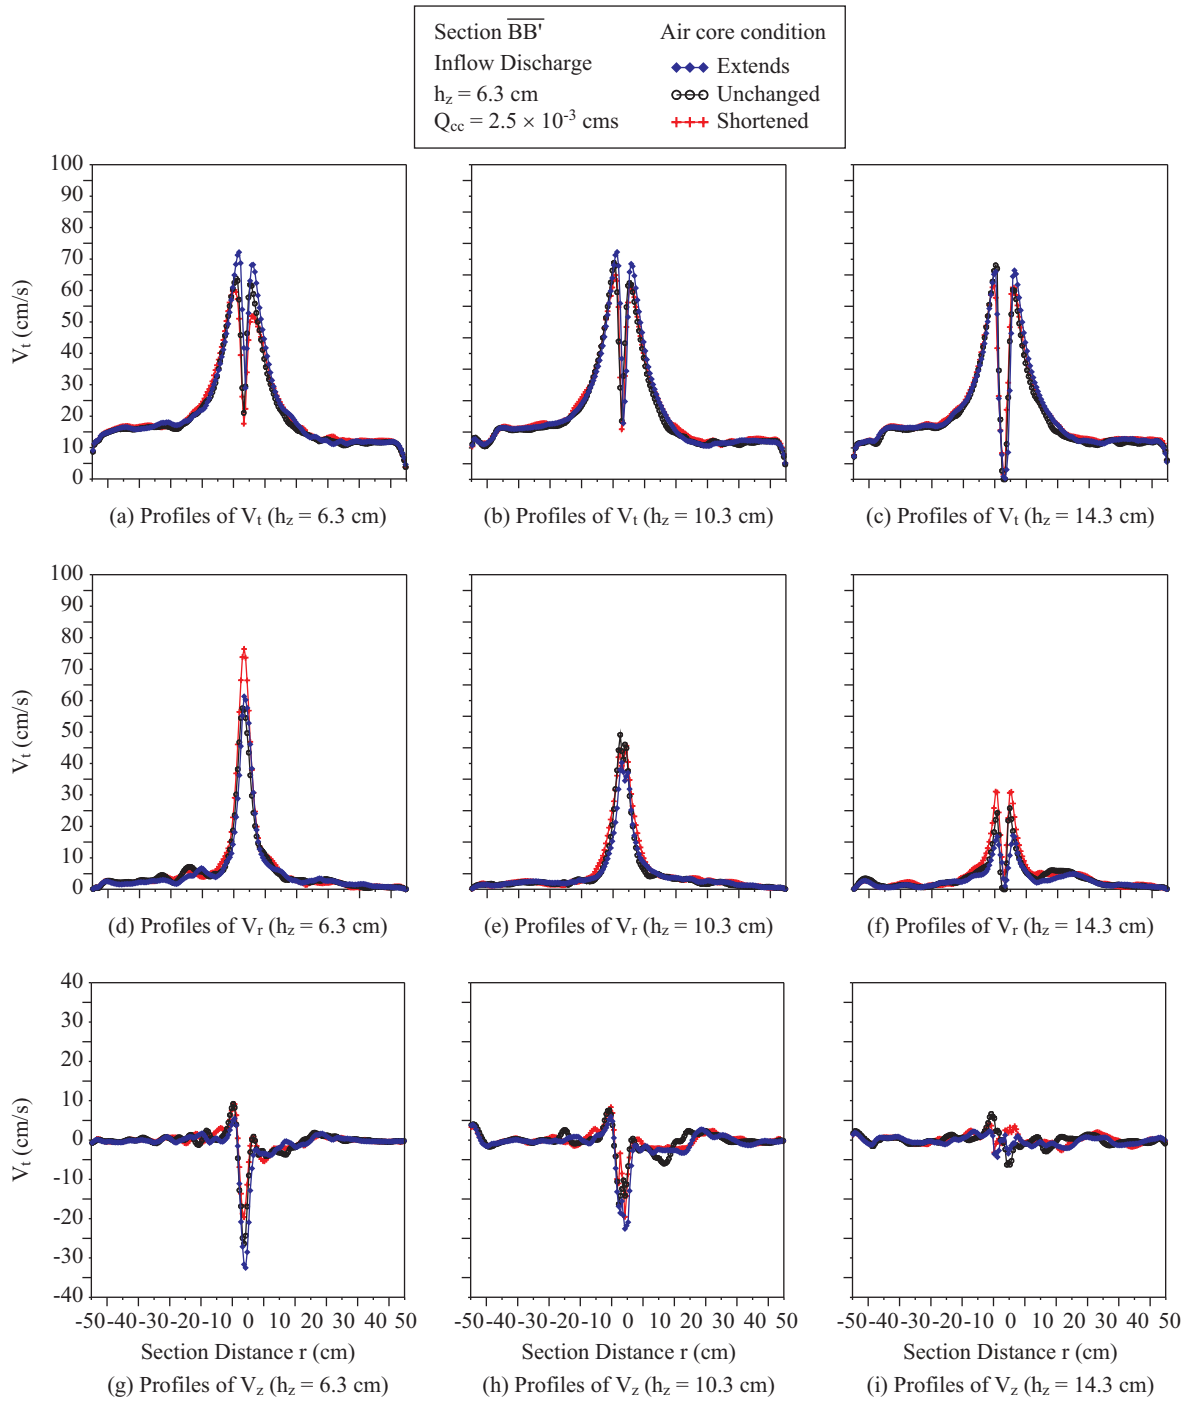 Section BB' Air core condition
Inflow Discharge Extends
h_z = 6.3 cm Unchanged
Q_cc = 2.5 × 10^-3 cms Shortened
100
90
80
70
60
50
40
30
20
10
0
V_t (cm/s)
(a) Profiles of V_t (h_z = 6.3 cm)
(b) Profiles of V_t (h_z = 10.3 cm)
(c) Profiles of V_t (h_z = 14.3 cm)
100
90
80
70
60
50
40
30
20
10
0
V_t (cm/s)
(d) Profiles of V_r (h_z = 6.3 cm)
(e) Profiles of V_r (h_z = 10.3 cm)
(f) Profiles of V_r (h_z = 14.3 cm)
40
30
20
10
0
-10
-20
-30
-40
V_t (cm/s)
-50 -40 -30 -20 -10 0 10 20 30 40 50
-50 -40 -30 -20 -10 0 10 20 30 40 50
-50 -40 -30 -20 -10 0 10 20 30 40 50
Section Distance r (cm)
Section Distance r (cm)
Section Distance r (cm)
(g) Profiles of V_z (h_z = 6.3 cm)
(h) Profiles of V_z (h_z = 10.3 cm)
(i) Profiles of V_z (h_z = 14.3 cm)